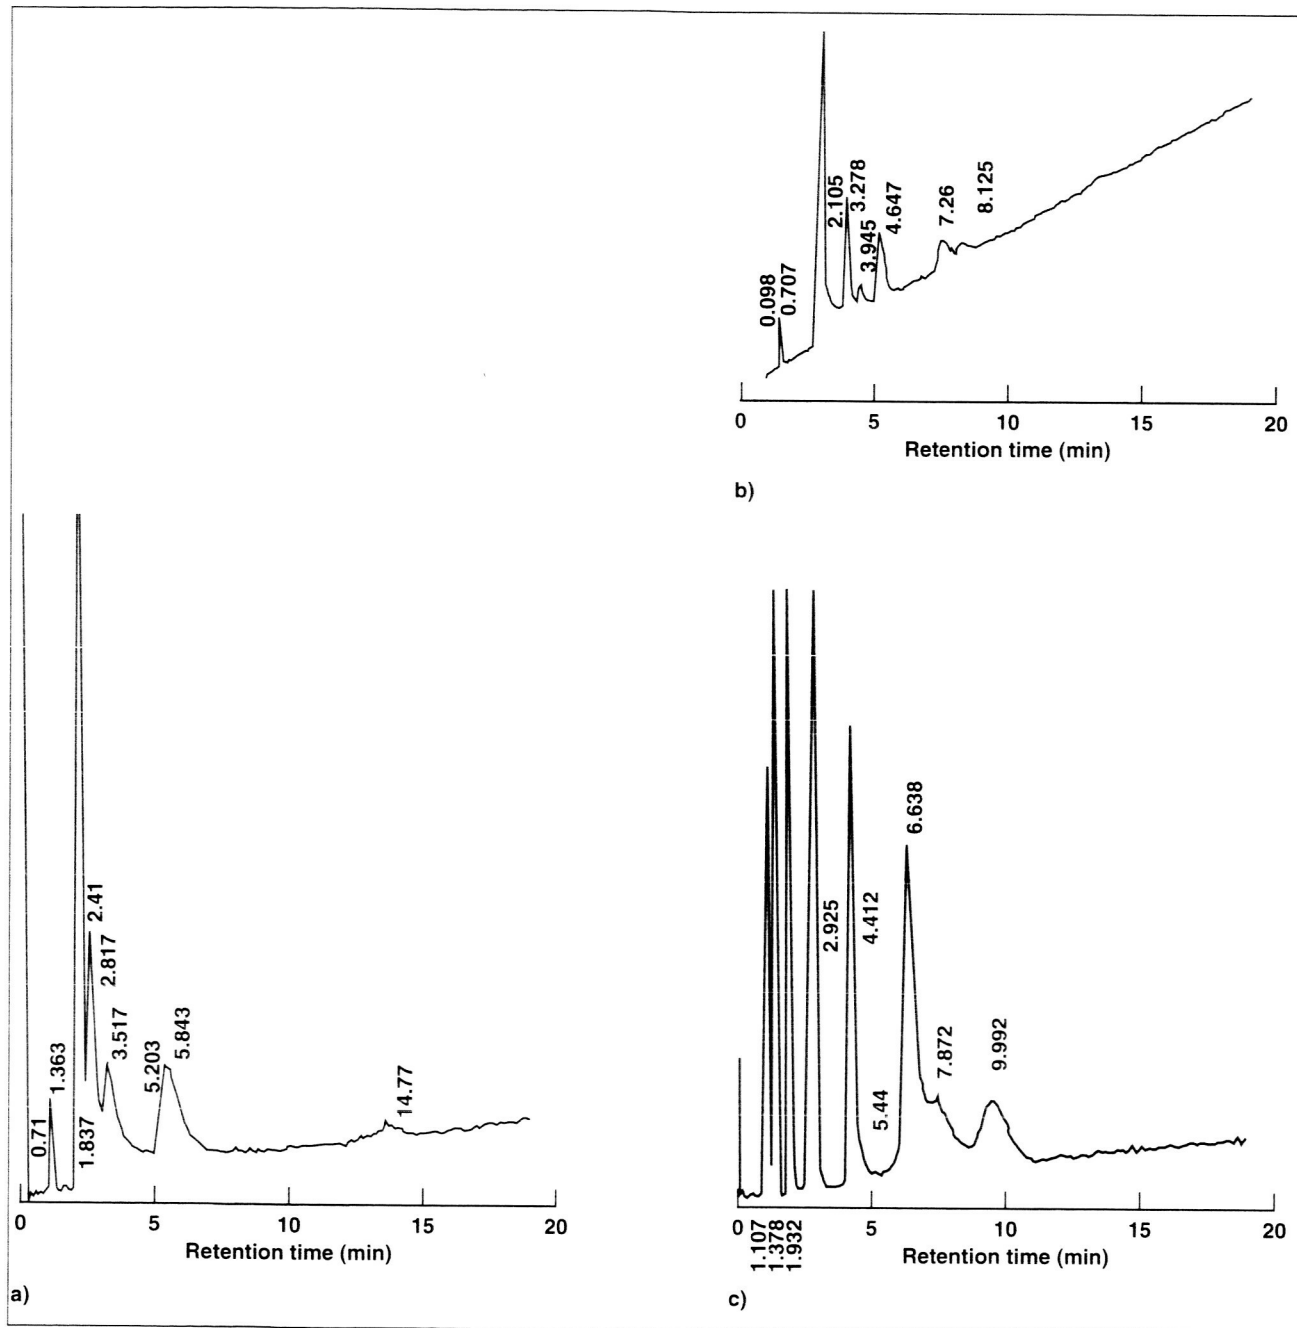 0.098
0.707
2.105
3.278
3.945
4.647
7.26
8.125
0 5 10 15 20
Retention time (min)
b)
0.71
1.363
1.837
2.41
2.817
3.517
5.203
5.843
14.77
0 5 10 15 20
Retention time (min)
a)
2.925
4.412
5.44
6.638
7.872
9.992
0 5 10 15 20
1.107
1.378
1.932
Retention time (min)
c)